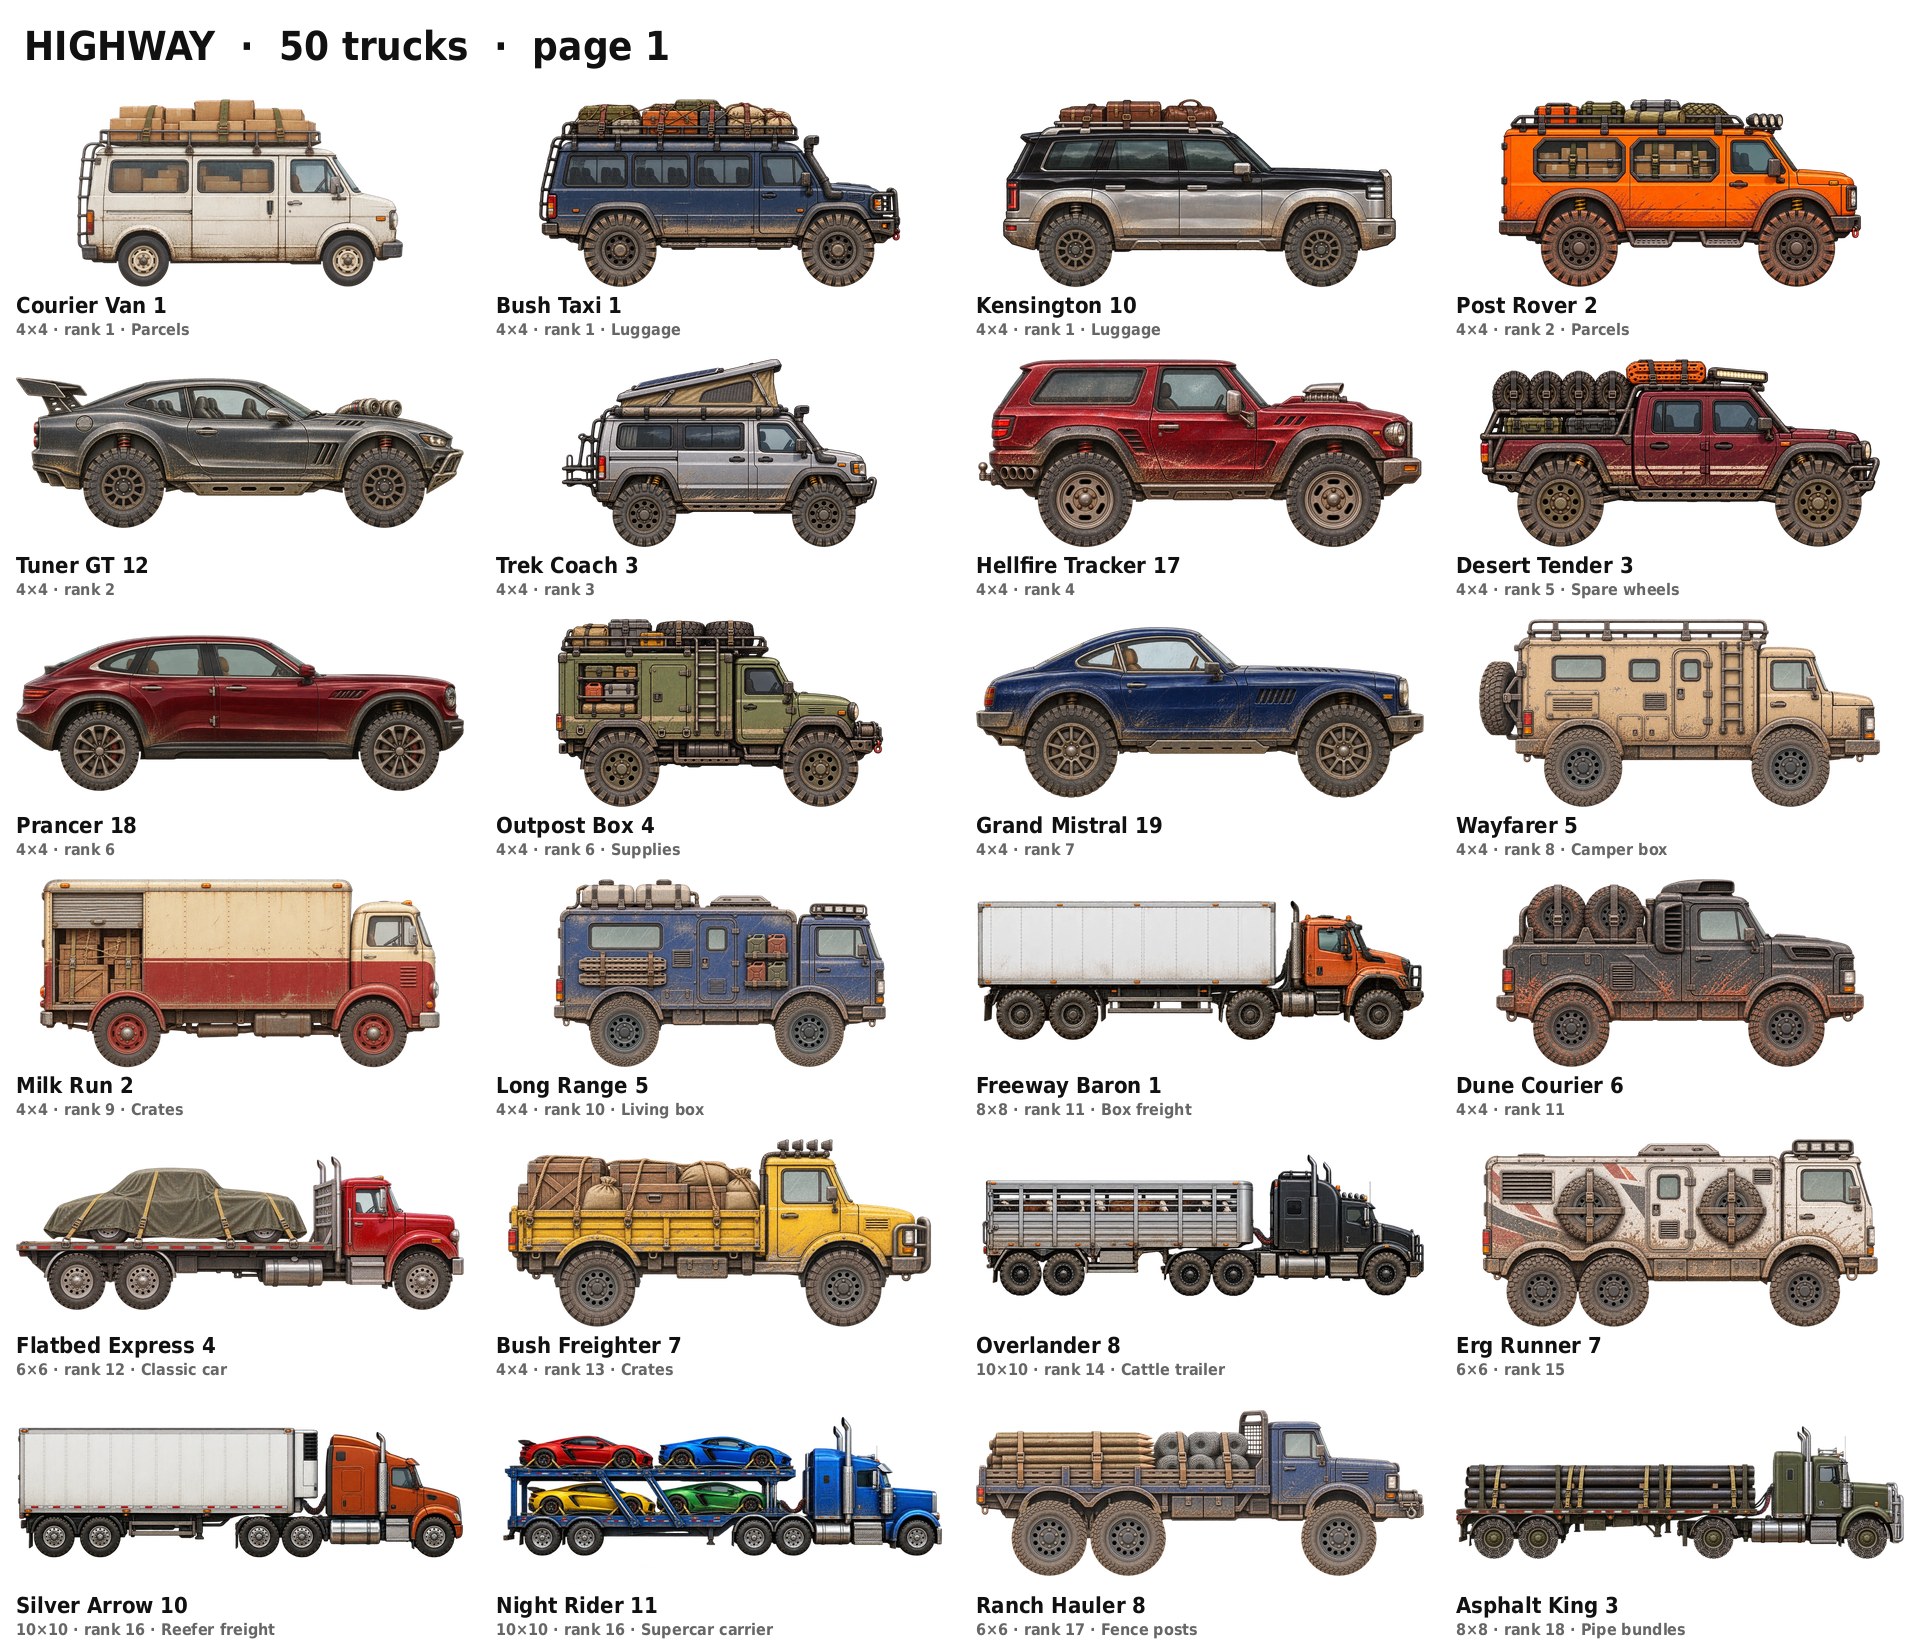 HIGHWAY · 50 trucks · page 1
Courier Van 1
4×4 · rank 1 · Parcels
Bush Taxi 1
4×4 · rank 1 · Luggage
Kensington 10
4×4 · rank 1 · Luggage
Post Rover 2
4×4 · rank 2 · Parcels
Tuner GT 12
4×4 · rank 2
Trek Coach 3
4×4 · rank 3
Hellfire Tracker 17
4×4 · rank 4
Desert Tender 3
4×4 · rank 5 · Spare wheels
Prancer 18
4×4 · rank 6
Outpost Box 4
4×4 · rank 6 · Supplies
Grand Mistral 19
4×4 · rank 7
Wayfarer 5
4×4 · rank 8 · Camper box
Milk Run 2
4×4 · rank 9 · Crates
Long Range 5
4×4 · rank 10 · Living box
Freeway Baron 1
8×8 · rank 11 · Box freight
Dune Courier 6
4×4 · rank 11
Flatbed Express 4
6×6 · rank 12 · Classic car
Bush Freighter 7
4×4 · rank 13 · Crates
Overlander 8
10×10 · rank 14 · Cattle trailer
Erg Runner 7
6×6 · rank 15
Silver Arrow 10
10×10 · rank 16 · Reefer freight
Night Rider 11
10×10 · rank 16 · Supercar carrier
Ranch Hauler 8
6×6 · rank 17 · Fence posts
Asphalt King 3
8×8 · rank 18 · Pipe bundles